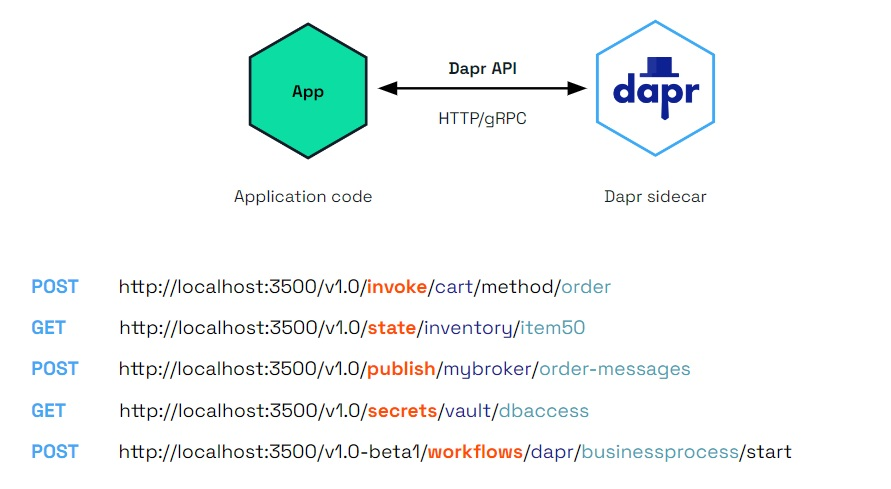 App
Dapr API
HTTP/gRPC
dapr
Application code
Dapr sidecar
POST http://localhost:3500/v1.0/invoke/cart/method/order
GET http://localhost:3500/v1.0/state/inventory/item50
POST http://localhost:3500/v1.0/publish/mybroker/order-messages
GET http://localhost:3500/v1.0/secrets/vault/dbaccess
POST http://localhost:3500/v1.0-beta1/workflows/dapr/businessprocess/start